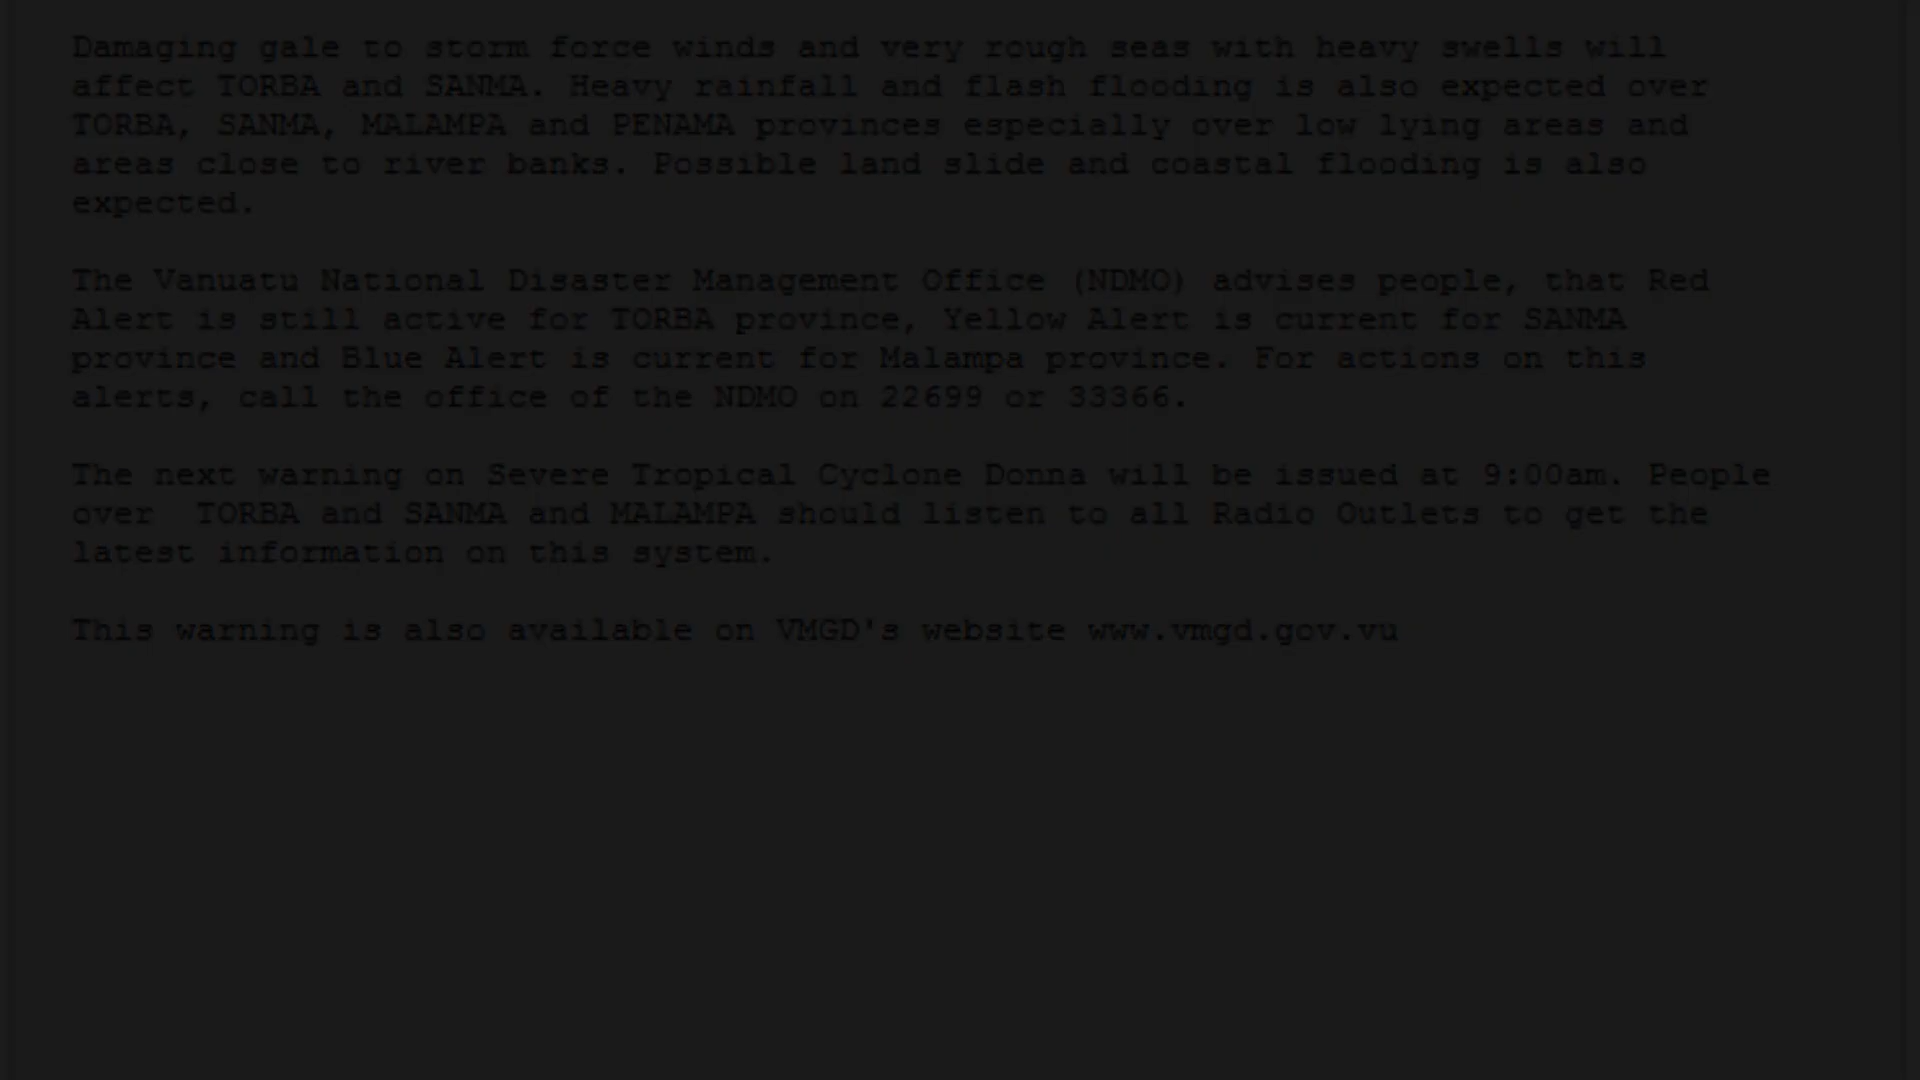 Damaging gale to storm force winds and very rough seas with heavy swells will
affect TORBA and SANMA. Heavy rainfall and flash flooding is also expected over
TORBA, SANMA, MALAMPA and PENAMA provinces especially over low lying areas and
areas close to river banks. Possible land slide and coastal flooding is also
expected.
The Vanuatu National Disaster Management Office (NDMO) advises people, that Red
Alert is still active for TORBA province, Yellow Alert is current for SANMA
province and Blue Alert is current for Malampa province. For actions on this
alerts, call the office of the NDMO on 22699 or 33366.
The next warning on Severe Tropical Cyclone Donna will be issued at 9:00am. People
over  TORBA and SANMA and MALAMPA should listen to all Radio Outlets to get the
latest information on this system.
This warning is also available on VMGD's website www.vmgd.gov.vu